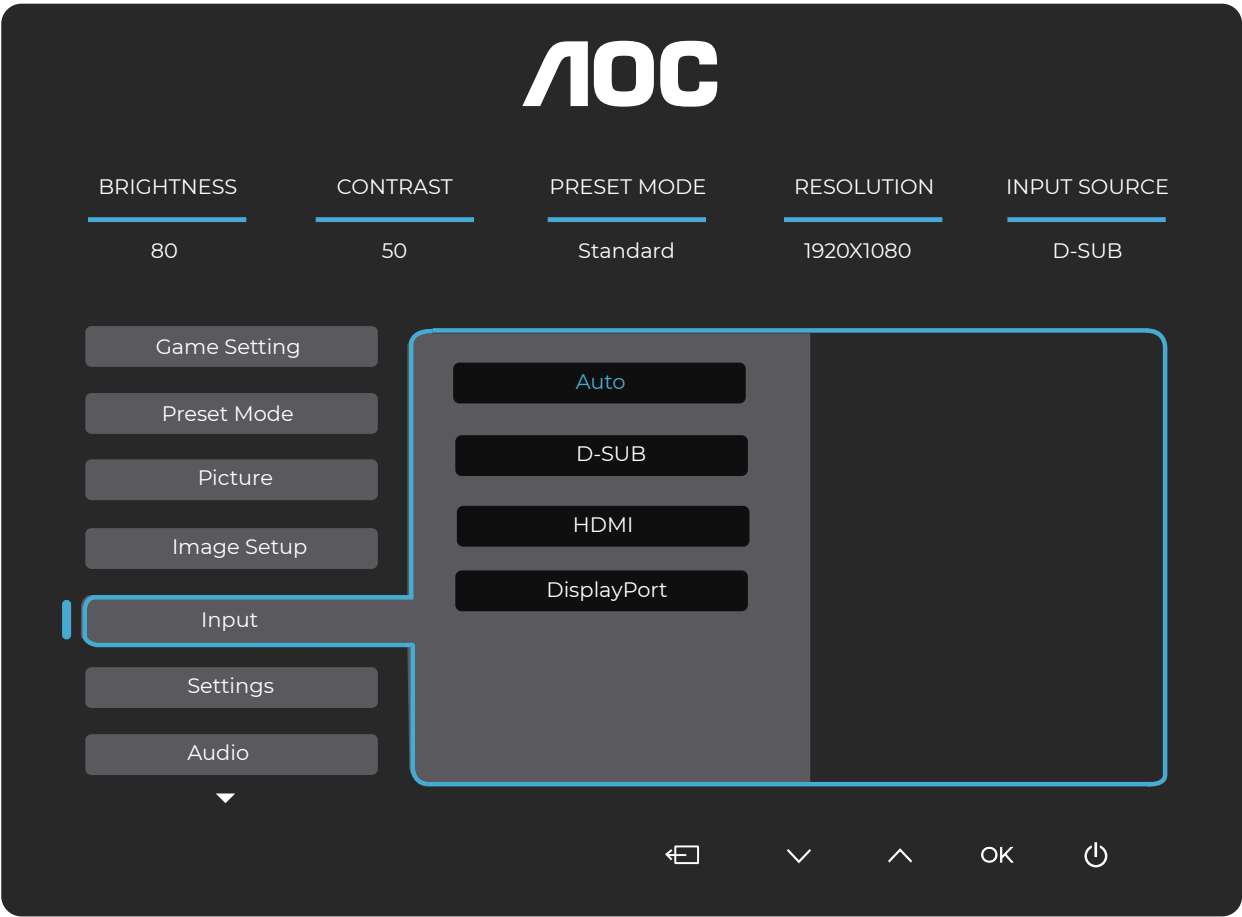 AOC
BRIGHTNESS CONTRAST PRESET MODE RESOLUTION INPUT SOURCE
80 50 Standard 1920X1080 D-SUB
Game Setting
Preset Mode
Picture
Image Setup
Input
Settings
Audio
Auto
D-SUB
HDMI
DisplayPort
OK